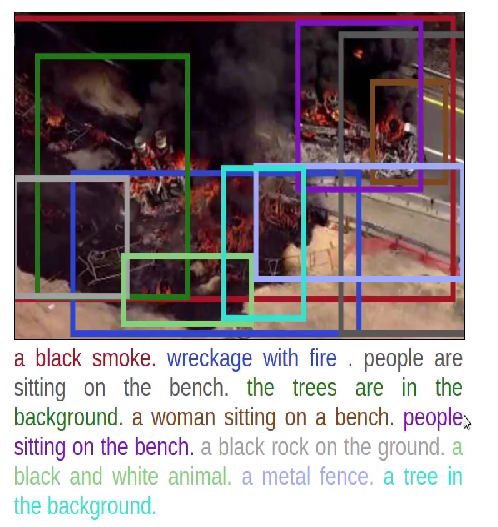 a black smoke. wreckage with fire . people are
sitting on the bench. the trees are in the
background. a woman sitting on a bench. people
sitting on the bench. a black rock on the ground. a
black and white animal. a metal fence. a tree in
the background.